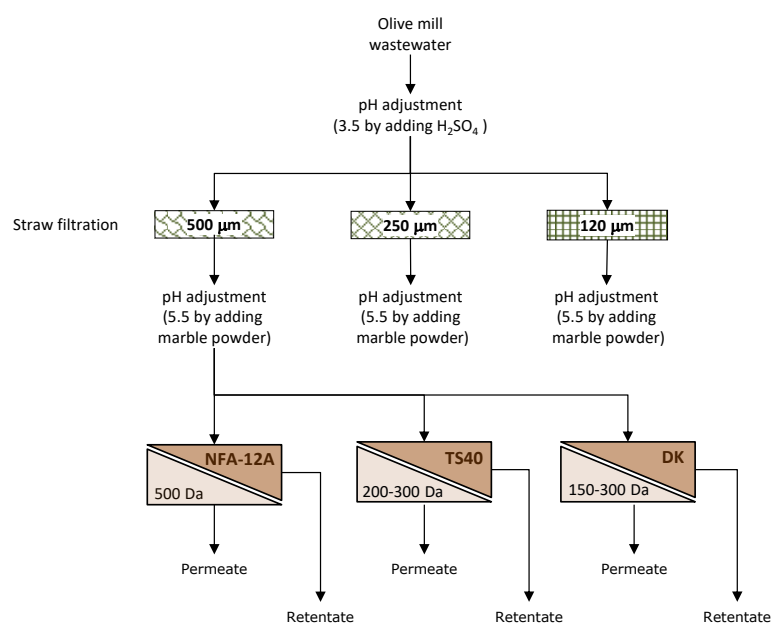 Olive mill
wastewater
pH adjustment
(3.5 by adding H₂SO₄ )
Straw filtration
500 µm
250 µm
120 µm
pH adjustment
(5.5 by adding
marble powder)
pH adjustment
(5.5 by adding
marble powder)
pH adjustment
(5.5 by adding
marble powder)
NFA-12A
500 Da
TS40
200-300 Da
DK
150-300 Da
Permeate
Permeate
Permeate
Retentate
Retentate
Retentate